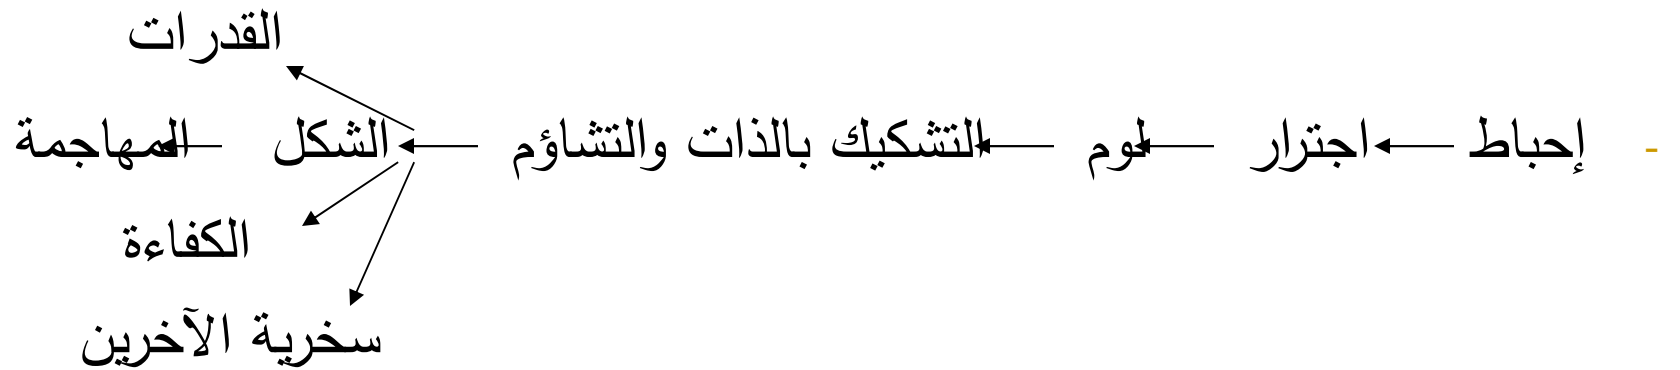 القدرات
- إحباط اجترار لوم التشكيك بالذات والتشاؤم الشكل المهاجمة
الكفاءة
سخرية الآخرين